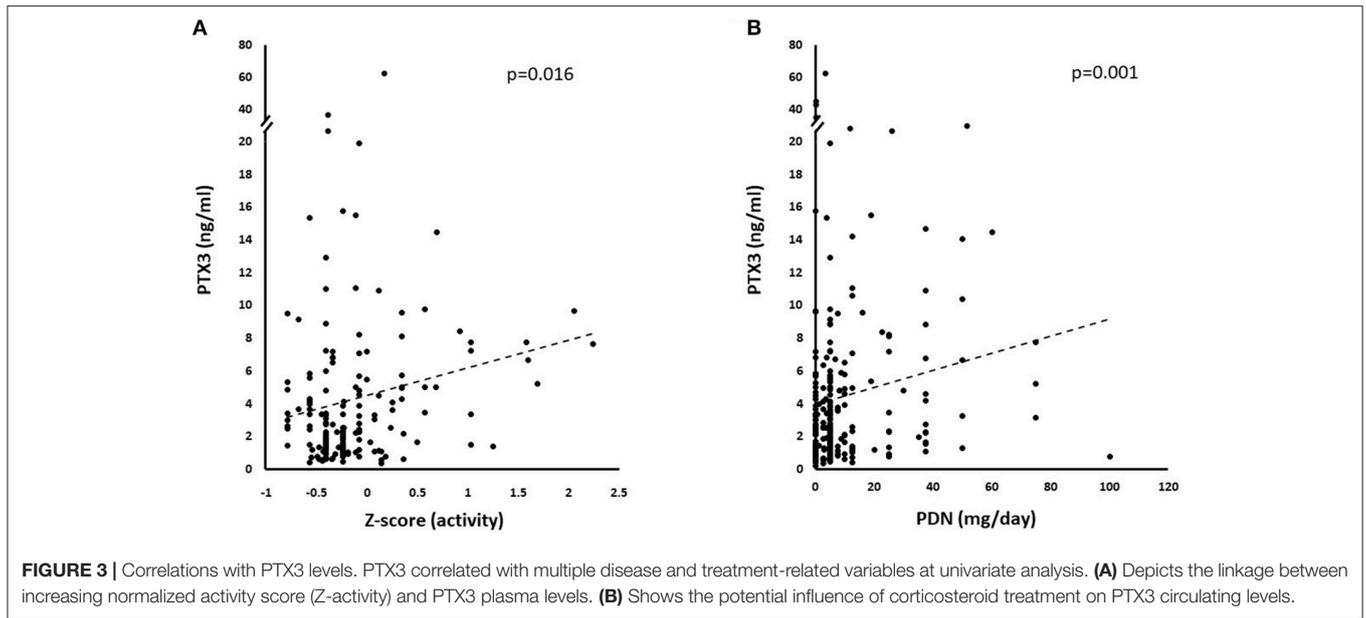 A
80
60
40
20
18
16
14
12
10
8
6
4
2
0
PTX3 (ng/ml)
p=0.016
-1 -0.5 0 0.5 1 1.5 2 2.5
Z-score (activity)
B
80
60
40
20
18
16
14
12
10
8
6
4
2
0
PTX3 (ng/ml)
p=0.001
0 20 40 60 80 100 120
PDN (mg/day)
FIGURE 3 | Correlations with PTX3 levels. PTX3 correlated with multiple disease and treatment-related variables at univariate analysis. (A) Depicts the linkage between
increasing normalized activity score (Z-activity) and PTX3 plasma levels. (B) Shows the potential influence of corticosteroid treatment on PTX3 circulating levels.